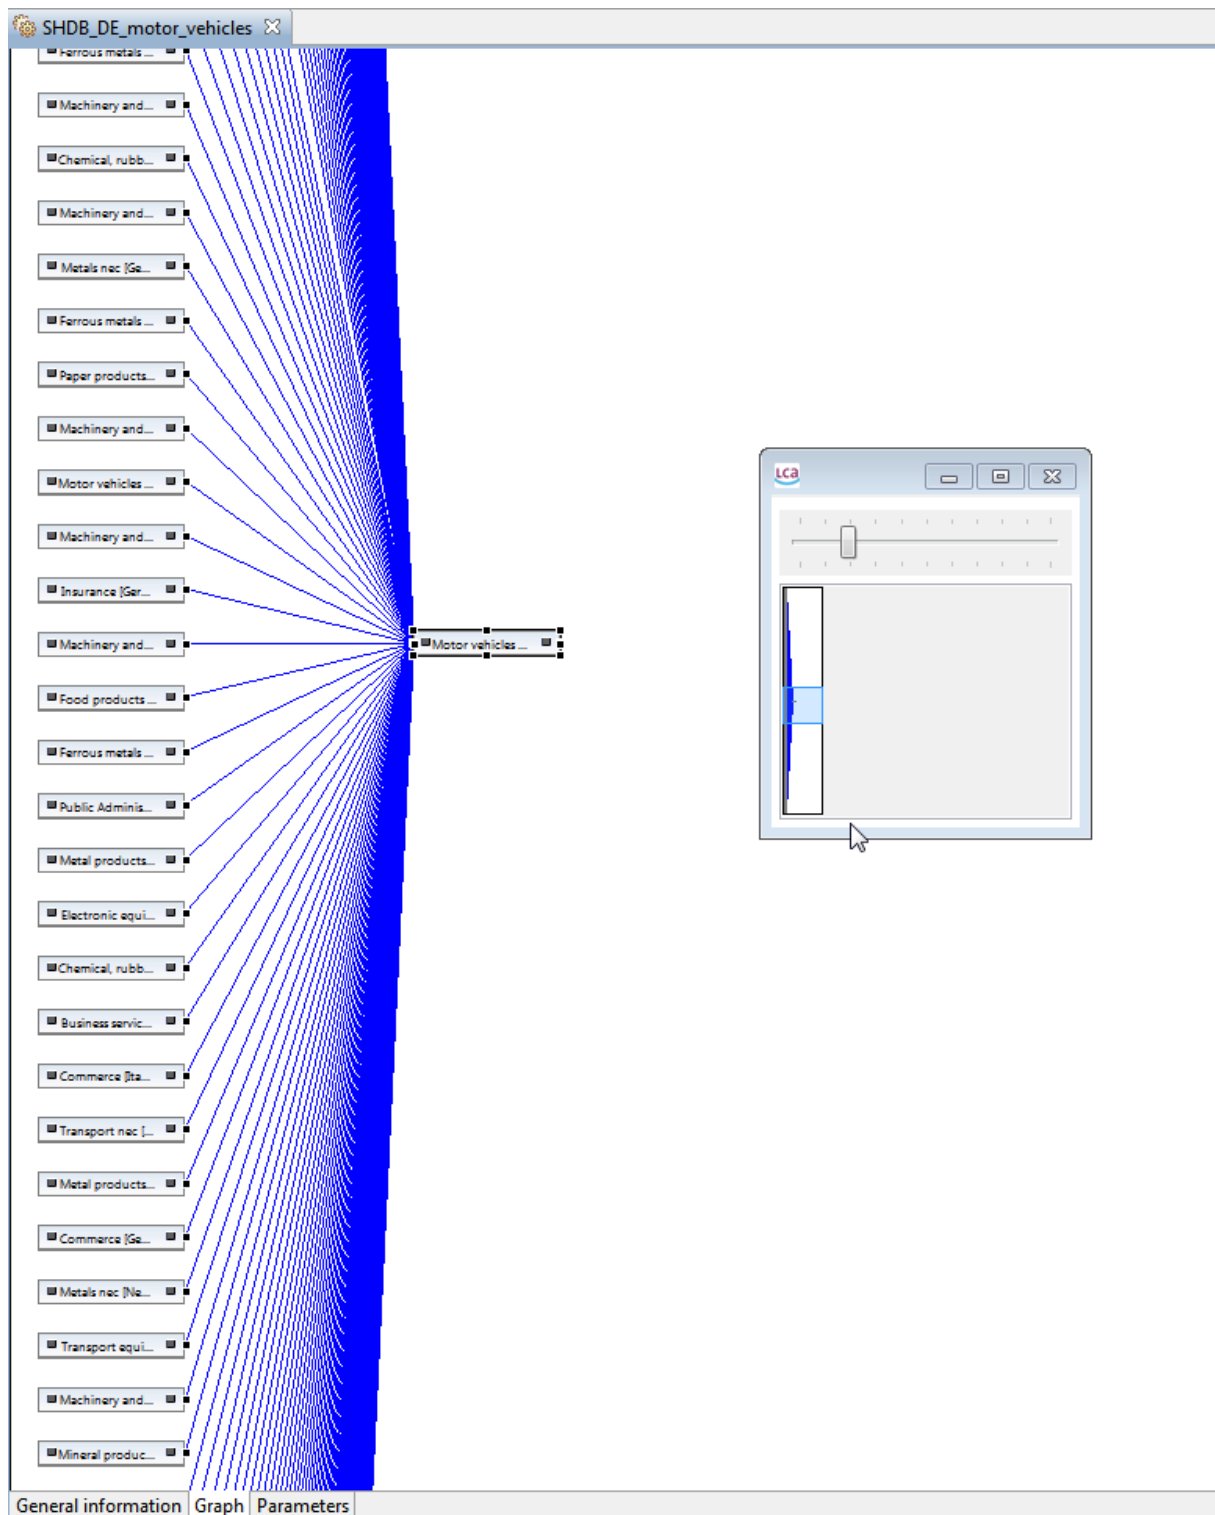 SHDB_DE_motor_vehicles
Ferrous metals ...
Machinery and...
Chemical, rubb...
Machinery and...
Metals nec [Ge...
Ferrous metals ...
Paper products...
Machinery and...
Motor vehicles ...
Machinery and...
Insurance [Ger...
Machinery and...
Motor vehicles ...
Food products ...
Ferrous metals ...
Public Adminis...
Metal products...
Electronic equi...
Chemical, rubb...
Business servic...
Commerce [Ita...
Transport nec [...
Metal products...
Commerce [Ge...
Metals nec [Ne...
Transport equi...
Machinery and...
Mineral produc...
LCa
General information Graph Parameters